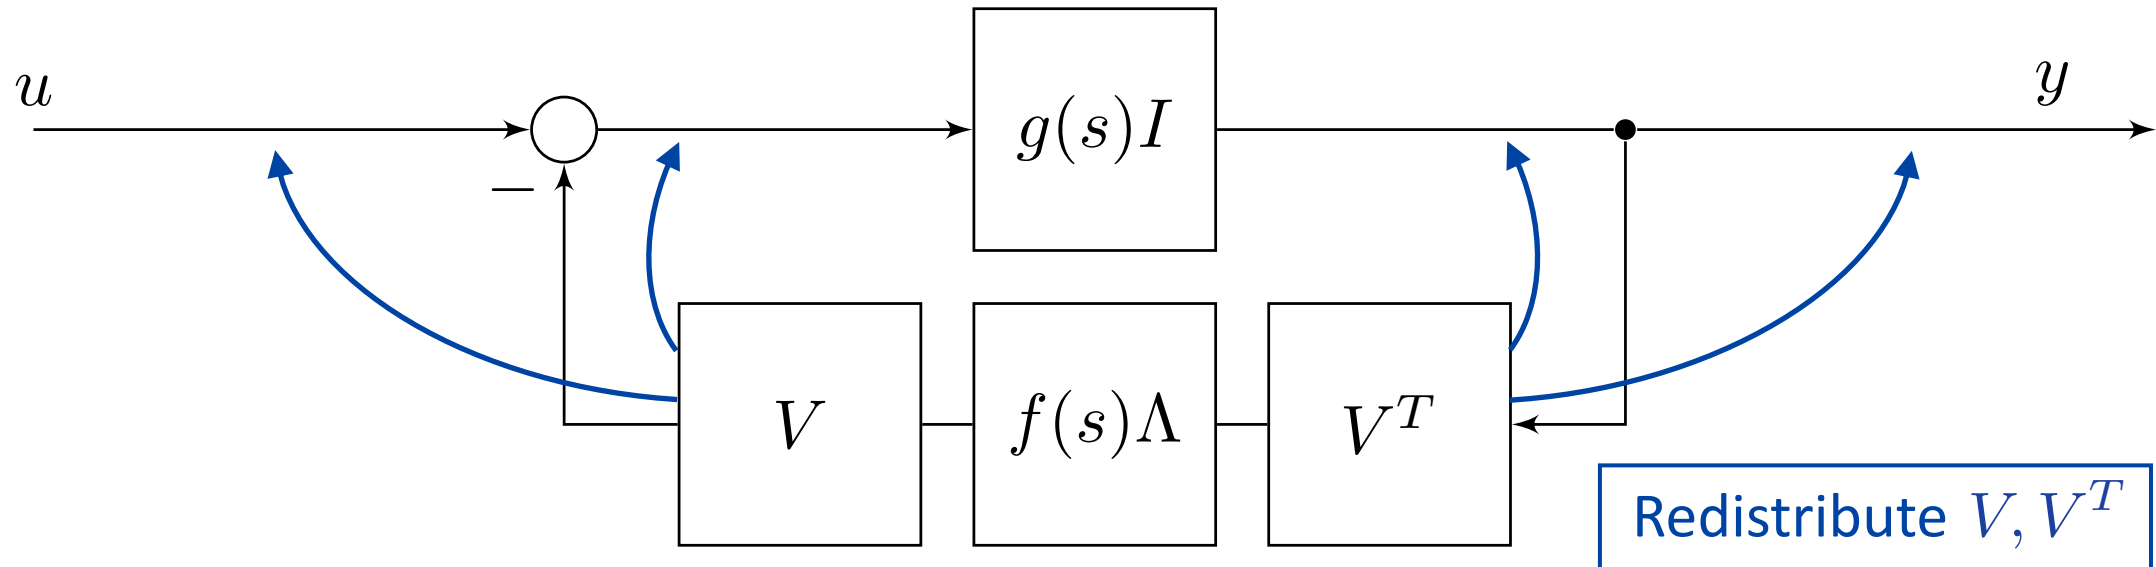 u
y
g(s)I
−
V
f(s)Λ
V^T
Redistribute V, V^T